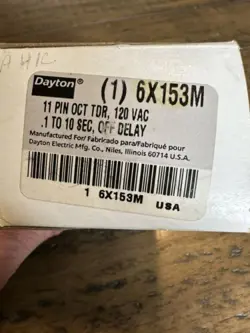 Dayton® (1) 6X153M
11 PIN OCT TDR, 120 VAC
.1 TO 10 SEC, OFF DELAY
Manufactured For/ Fabricado para/Fabriqué pour
Dayton Electric Mfg. Co., Niles, Illinois 60714 U.S.A.
1 6X153M USA